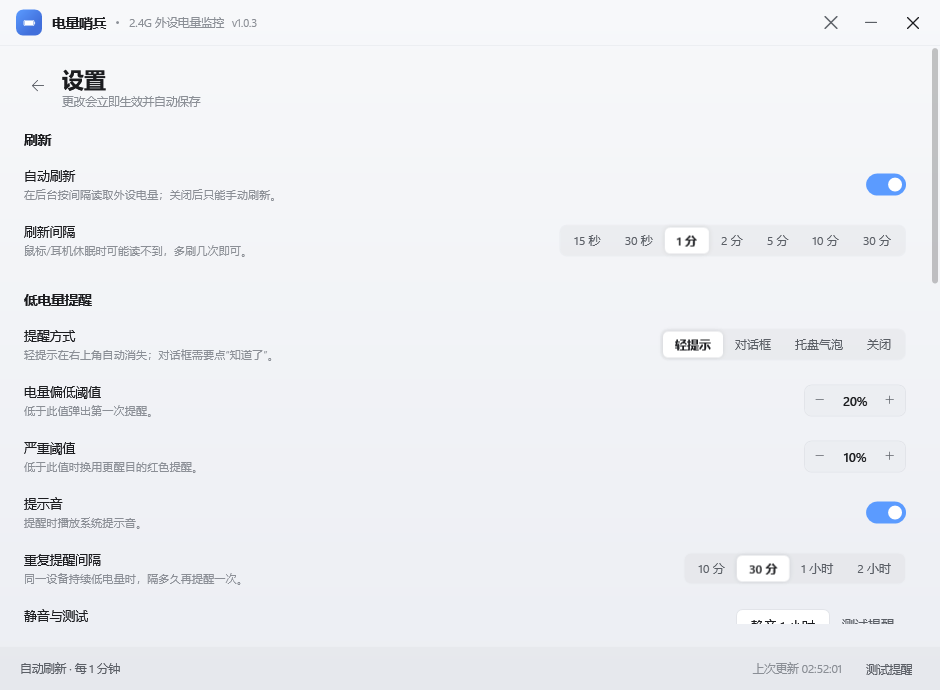 电量哨兵 • 2.4G 外设电量监控 v1.0.3
设置
更改会立即生效并自动保存
刷新
自动刷新
在后台按间隔读取外设电量；关闭后只能手动刷新。
刷新间隔
鼠标/耳机休眠时可能读不到，多刷几次即可。
15 秒 30 秒 1 分 2 分 5 分 10 分 30 分
低电量提醒
提醒方式
轻提示在右上角自动消失；对话框需要点“知道了”。
轻提示 对话框 托盘气泡 关闭
电量偏低阈值
低于此值弹出第一次提醒。
− 20% +
严重阈值
低于此值时换用更醒目的红色提醒。
− 10% +
提示音
提醒时播放系统提示音。
重复提醒间隔
同一设备持续低电量时，隔多久再提醒一次。
10 分 30 分 1 小时 2 小时
静音与测试
静音 1 小时 测试提醒
自动刷新 · 每 1 分钟
上次更新 02:52:01 测试提醒